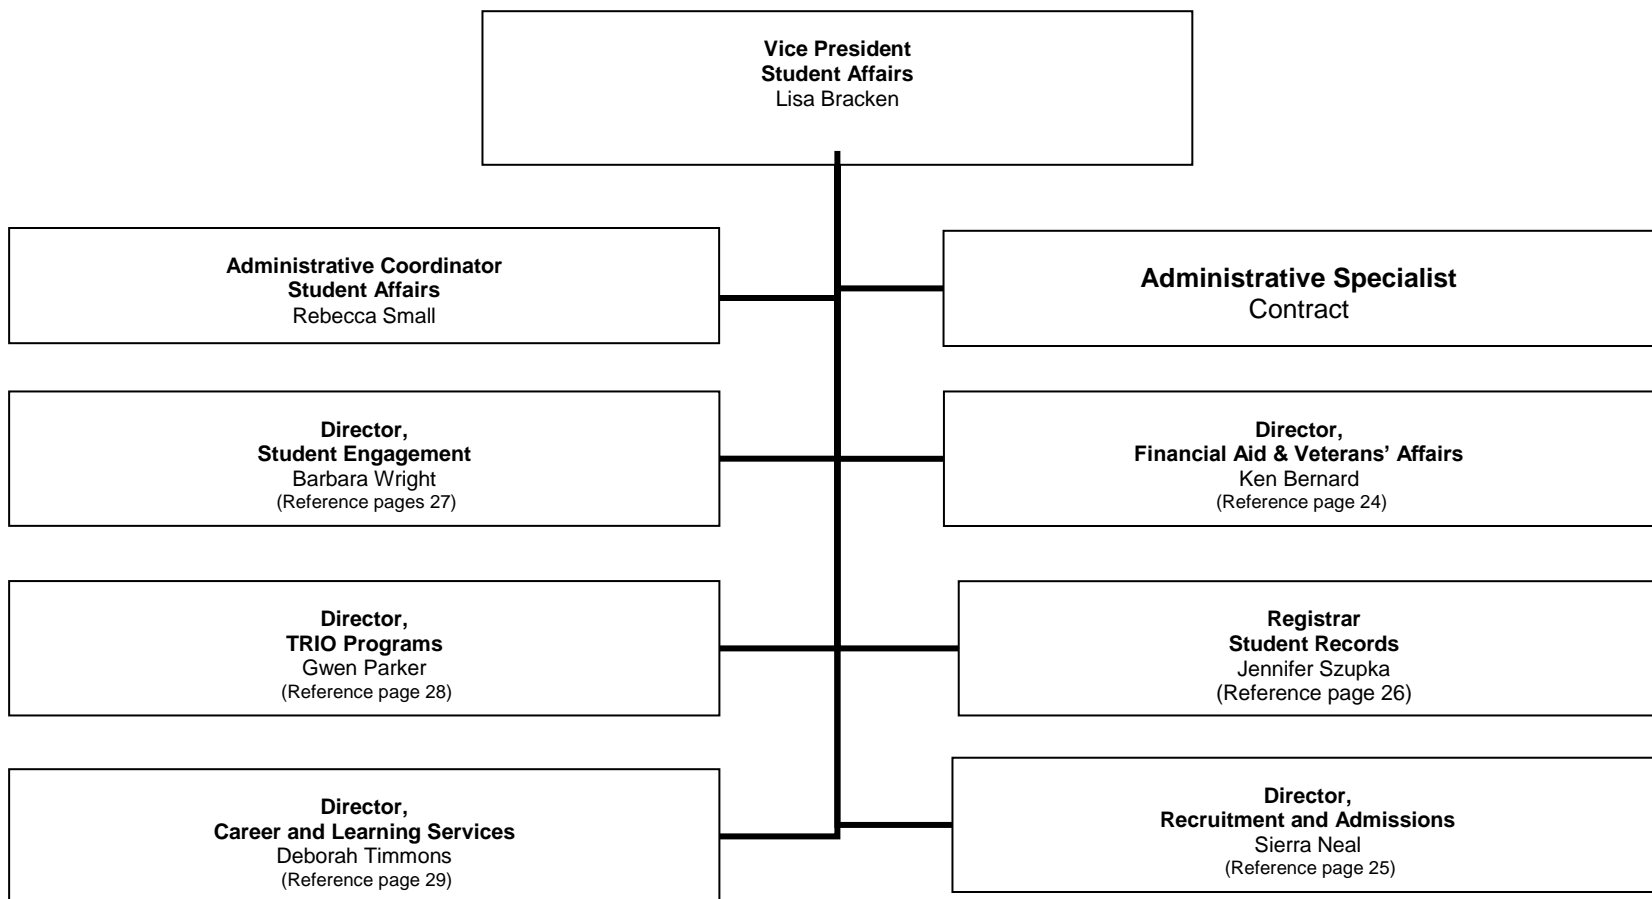 Vice President
Student Affairs
Lisa Bracken
Administrative Coordinator
Student Affairs
Rebecca Small
Administrative Specialist
Contract
Director,
Student Engagement
Barbara Wright
(Reference pages 27)
Director,
Financial Aid & Veterans’ Affairs
Ken Bernard
(Reference page 24)
Director,
TRIO Programs
Gwen Parker
(Reference page 28)
Registrar
Student Records
Jennifer Szupka
(Reference page 26)
Director,
Career and Learning Services
Deborah Timmons
(Reference page 29)
Director,
Recruitment and Admissions
Sierra Neal
(Reference page 25)